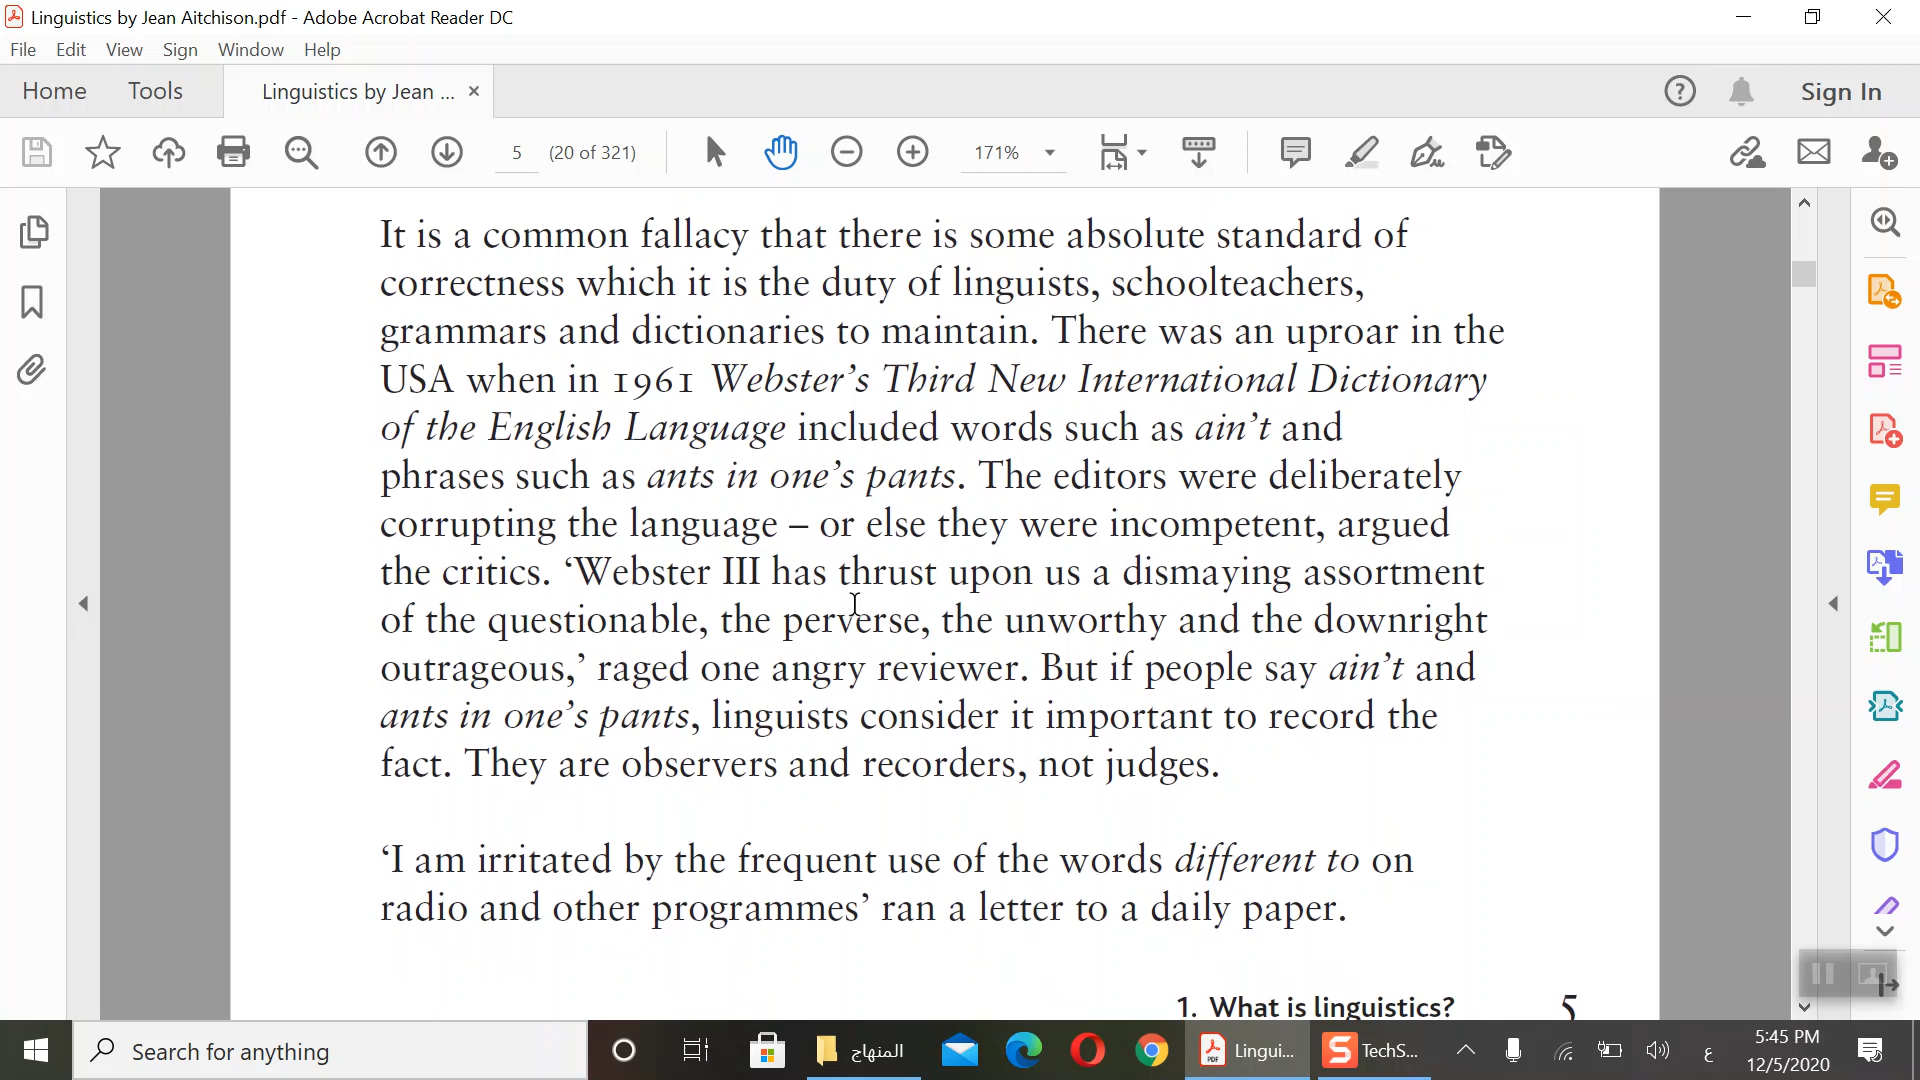 Linguistics by Jean Aitchison.pdf - Adobe Acrobat Reader DC
File Edit View Sign Window Help
Home Tools Linguistics by Jean ... × Sign In
5 (20 of 321) 171%
It is a common fallacy that there is some absolute standard of
correctness which it is the duty of linguists, schoolteachers,
grammars and dictionaries to maintain. There was an uproar in the
USA when in 1961 Webster’s Third New International Dictionary
of the English Language included words such as ain’t and
phrases such as ants in one’s pants. The editors were deliberately
corrupting the language – or else they were incompetent, argued
the critics. ‘Webster III has thrust upon us a dismaying assortment
of the questionable, the perverse, the unworthy and the downright
outrageous,’ raged one angry reviewer. But if people say ain’t and
ants in one’s pants, linguists consider it important to record the
fact. They are observers and recorders, not judges.
‘I am irritated by the frequent use of the words different to on
radio and other programmes’ ran a letter to a daily paper.
1. What is linguistics? 5
Search for anything المنهاج Lingui... TechS... ع 5:45 PM
12/5/2020